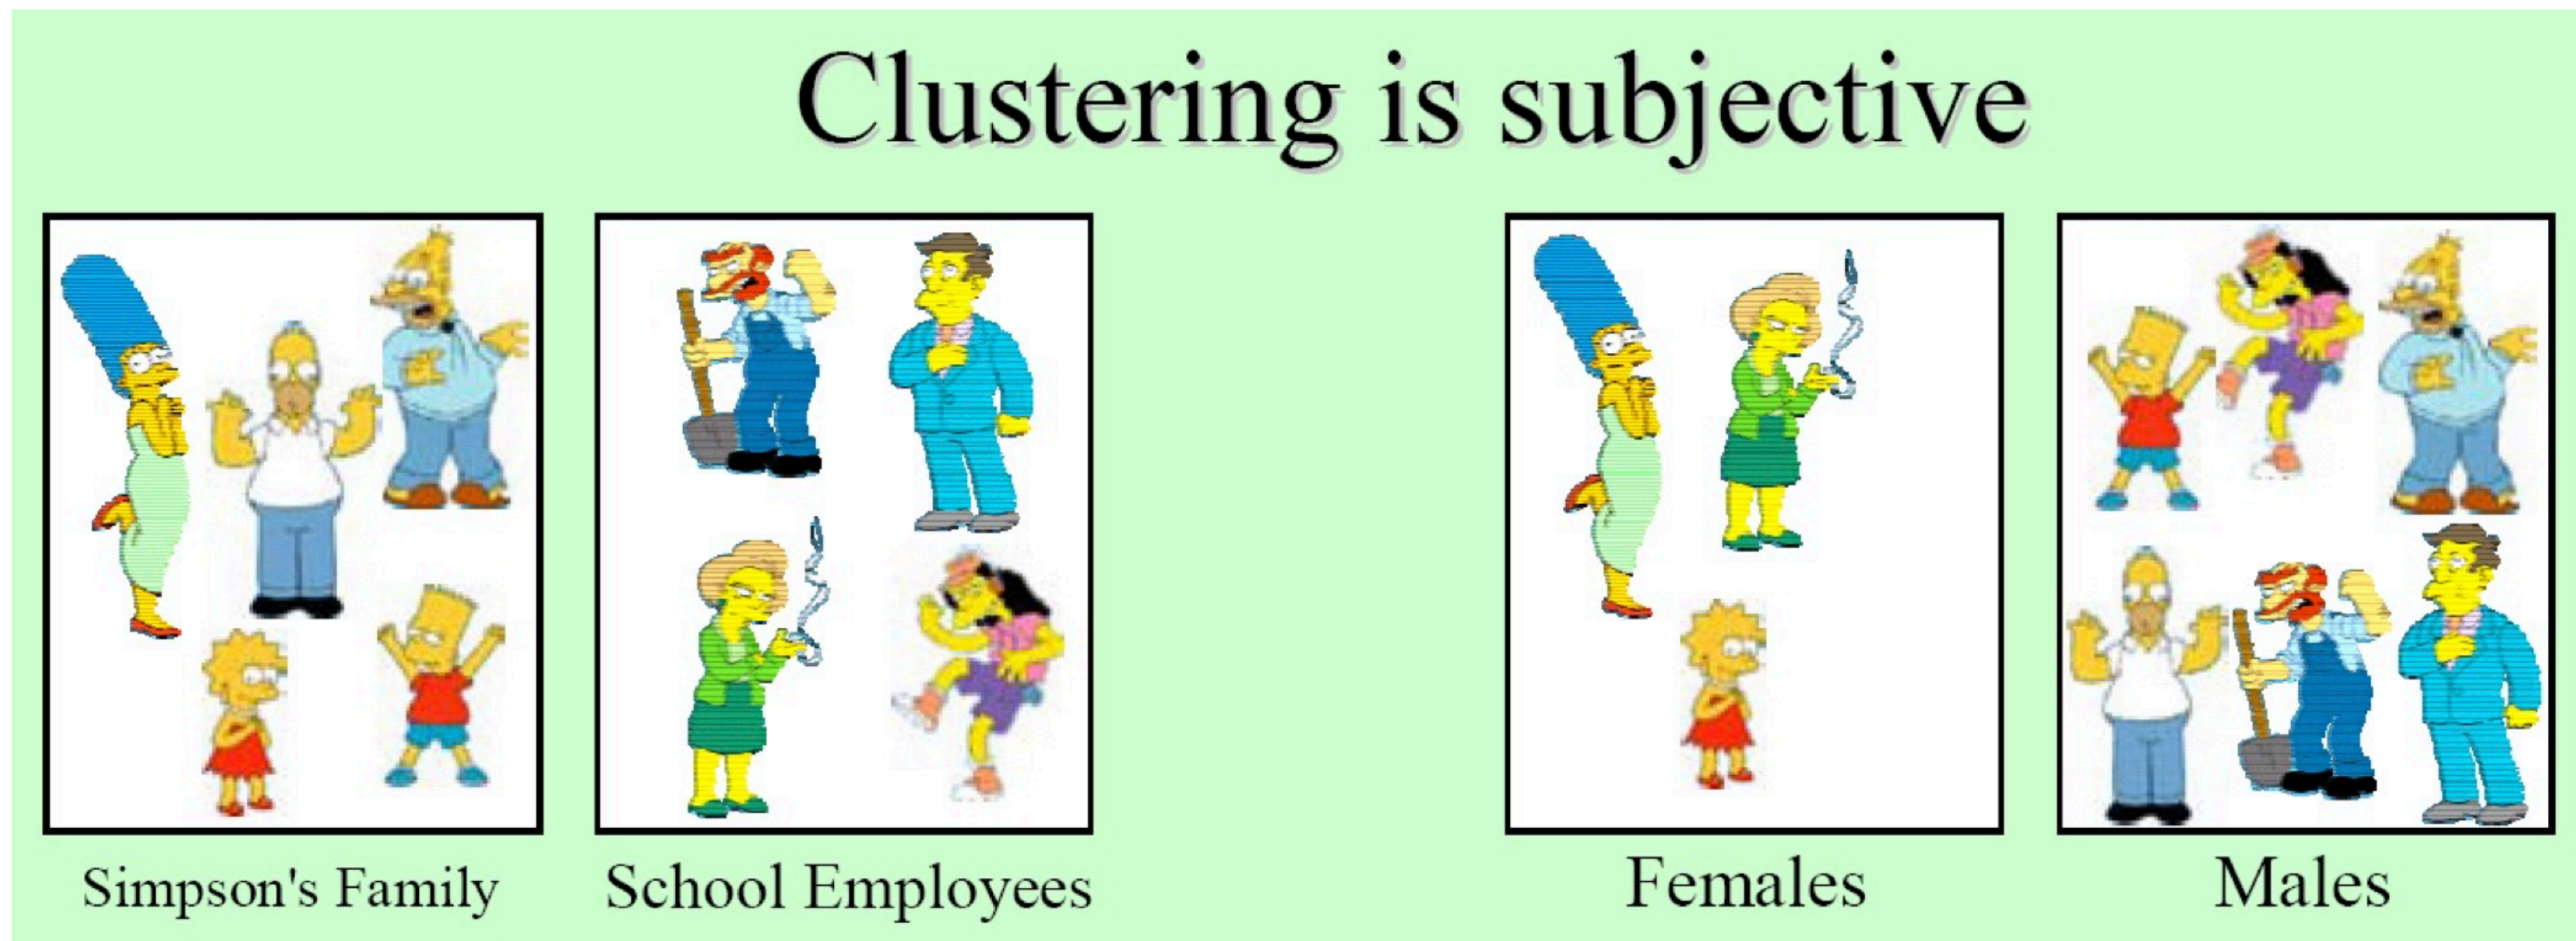 Clustering is subjective
Simpson's Family
School Employees
Females
Males